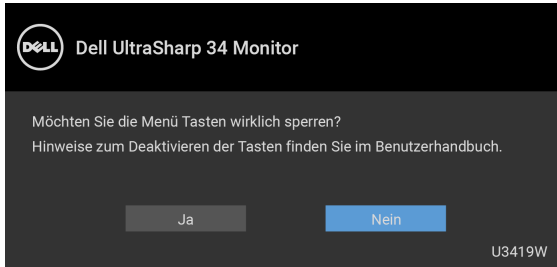 DELL
Dell UltraSharp 34 Monitor
Möchten Sie die Menü Tasten wirklich sperren?
Hinweise zum Deaktivieren der Tasten finden Sie im Benutzerhandbuch.
Ja
Nein
U3419W